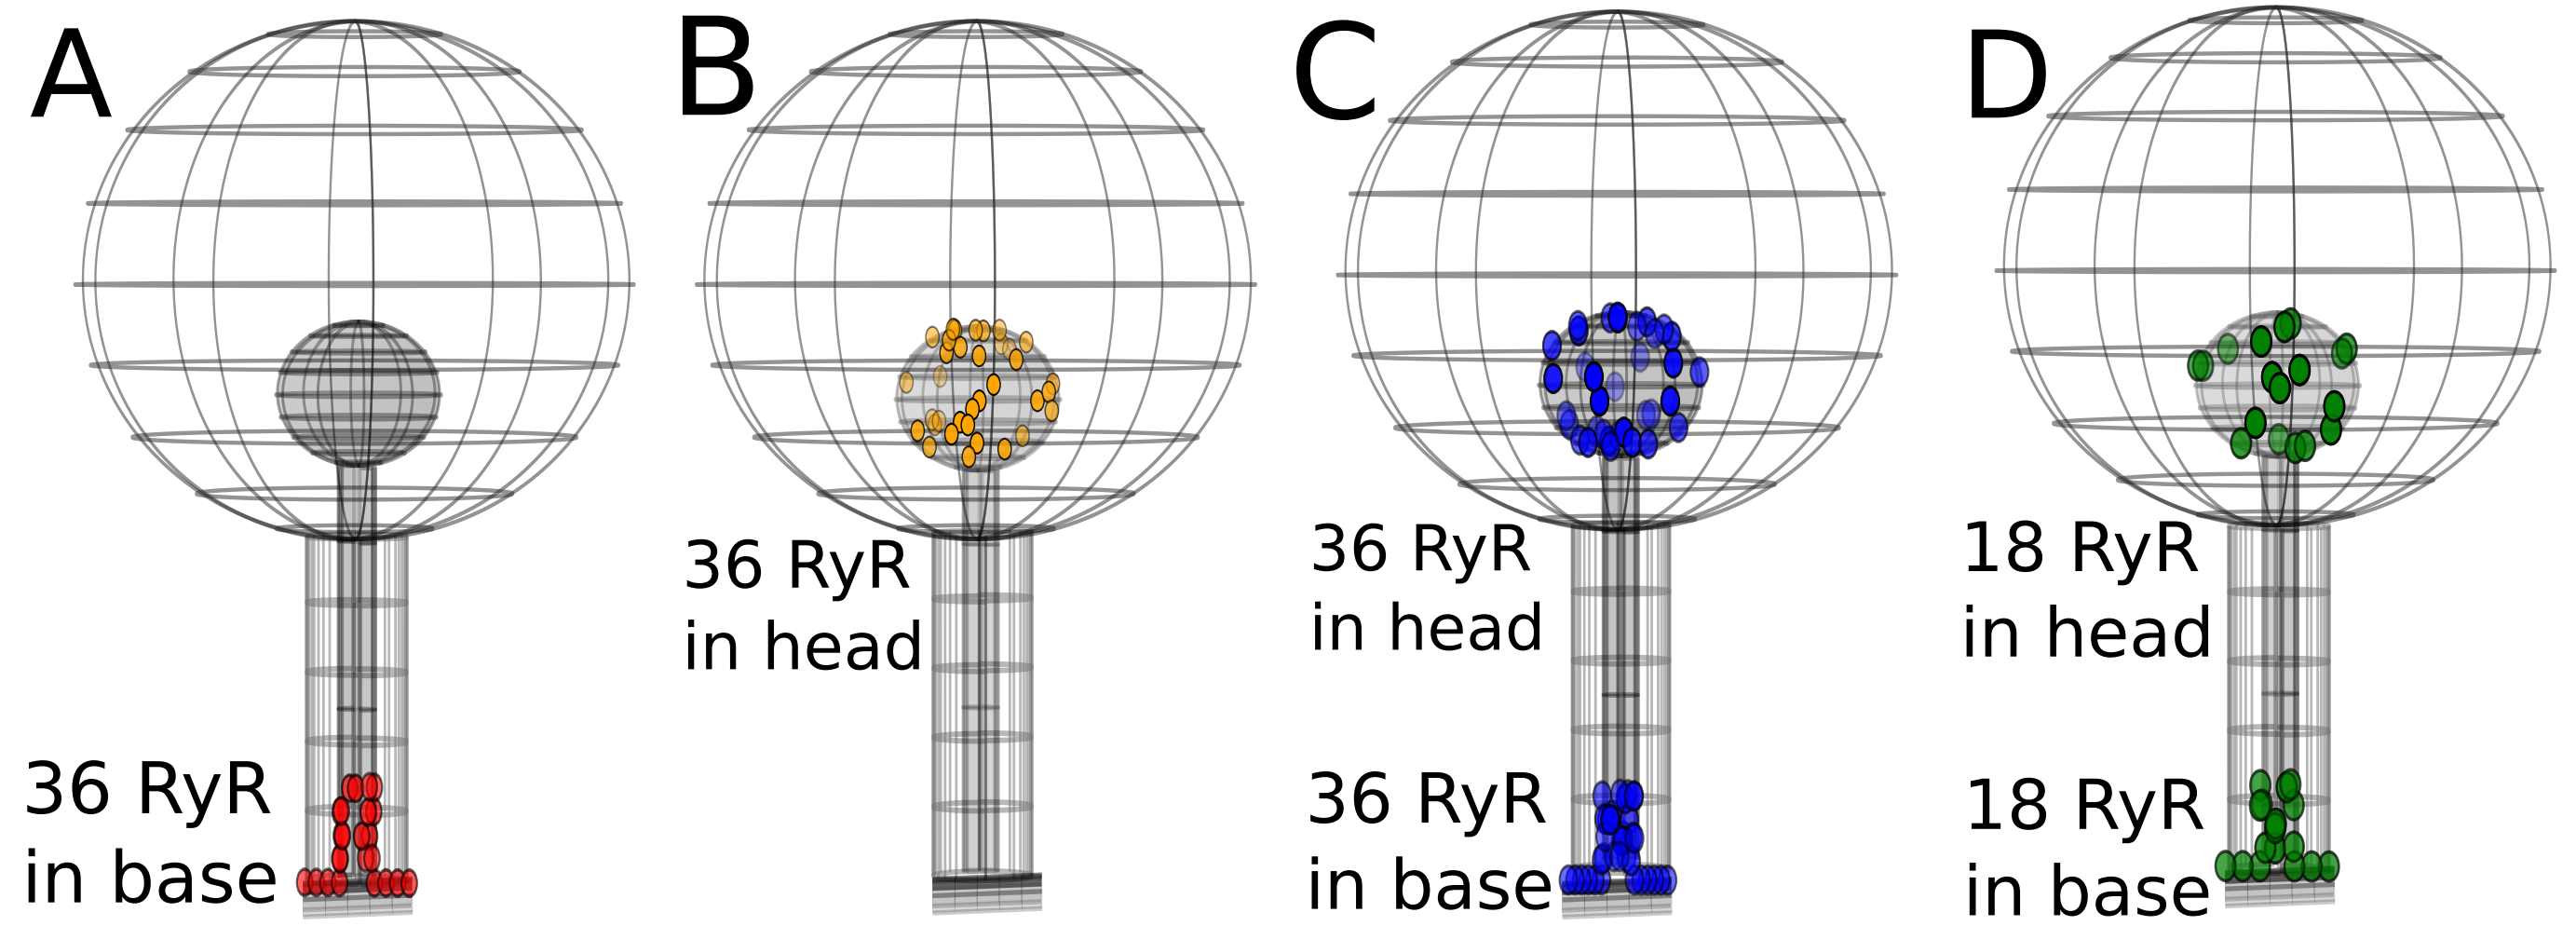 A
36 RyR
in base
B
36 RyR
in head
C
36 RyR
in head
36 RyR
in base
D
18 RyR
in head
18 RyR
in base